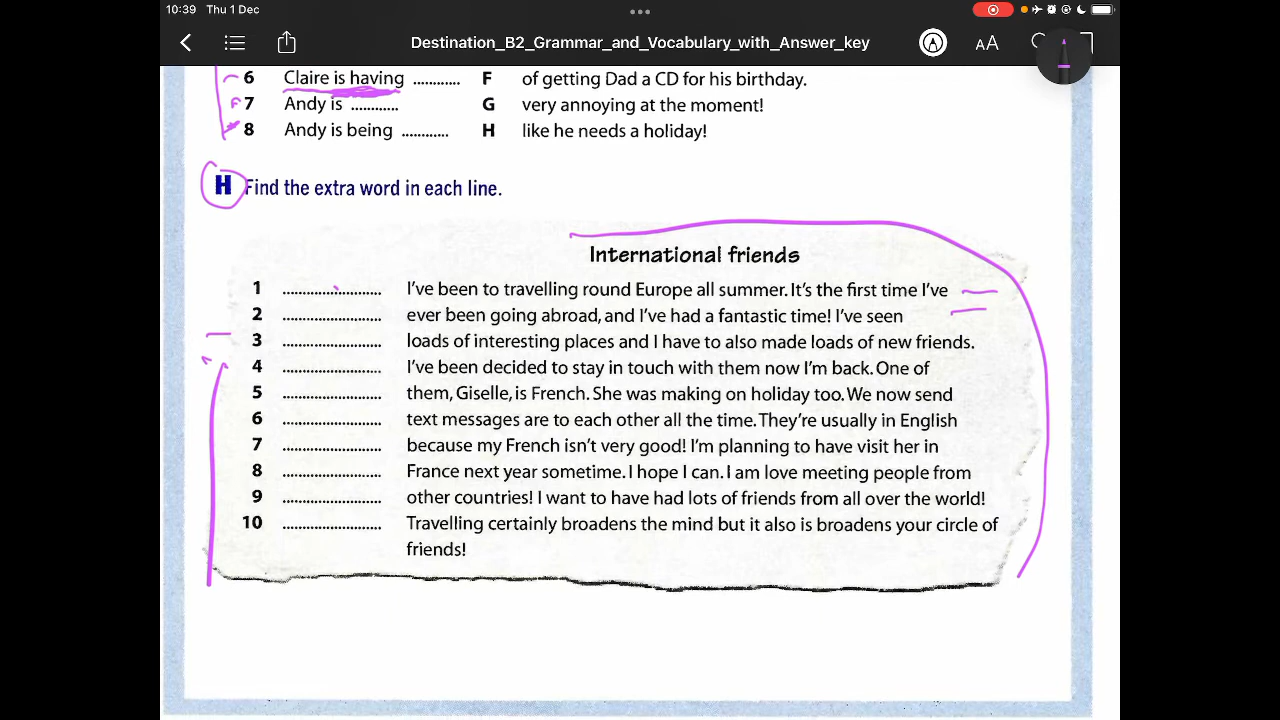 10:39 Thu 1 Dec
Destination_B2_Grammar_and_Vocabulary_with_Answer_key
AA
6 Claire is having ............ F of getting Dad a CD for his birthday.
7 Andy is ............ G very annoying at the moment!
8 Andy is being ............ H like he needs a holiday!
H Find the extra word in each line.
International friends
1 ......................... I've been to travelling round Europe all summer. It's the first time I've
2 ......................... ever been going abroad, and I've had a fantastic time! I've seen
3 ......................... loads of interesting places and I have to also made loads of new friends.
4 ......................... I've been decided to stay in touch with them now I'm back. One of
5 ......................... them, Giselle, is French. She was making on holiday too. We now send
6 ......................... text messages are to each other all the time. They're usually in English
7 ......................... because my French isn't very good! I'm planning to have visit her in
8 ......................... France next year sometime. I hope I can. I am love meeting people from
9 ......................... other countries! I want to have had lots of friends from all over the world!
10 ......................... Travelling certainly broadens the mind but it also is broadens your circle of
friends!